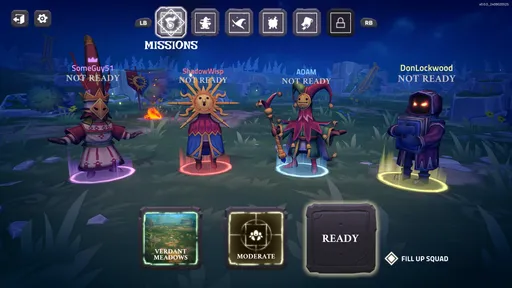 LB
RB
MISSIONS
SomeGuy51
NOT READY
ShadowWisp
NOT READY
ADAM
NOT READY
DonLockwood
NOT READY
VERDANT
MEADOWS
MODERATE
READY
FILL UP SQUAD